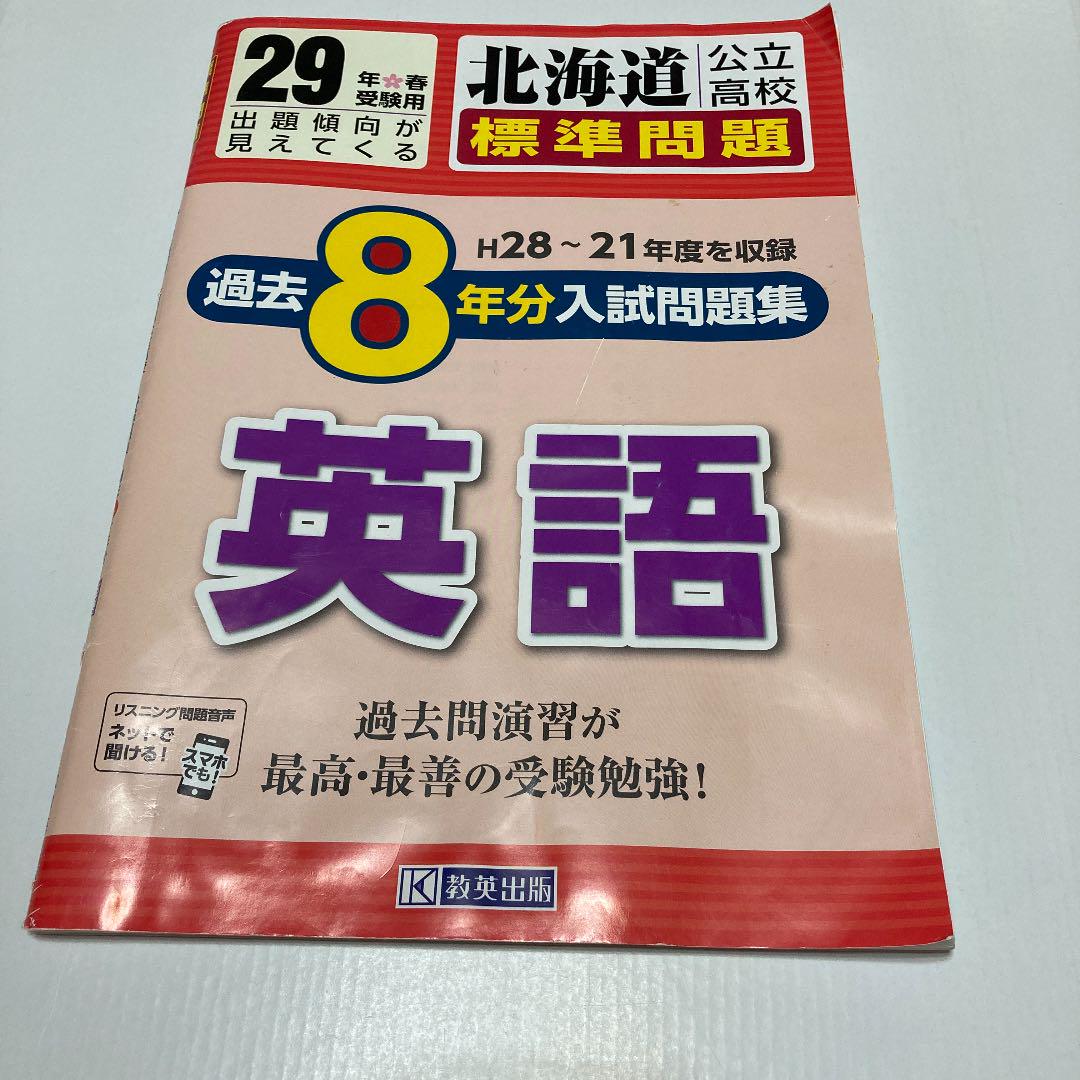 29年春受験用
出題傾向が
見えてくる
北海道公立高校
標準問題
H28～21年度を収録
過去8年分入試問題集
英語
リスニング問題音声
ネットで
聞ける！
スマホ
でも！
過去問演習が
最高・最善の受験勉強！
教英出版